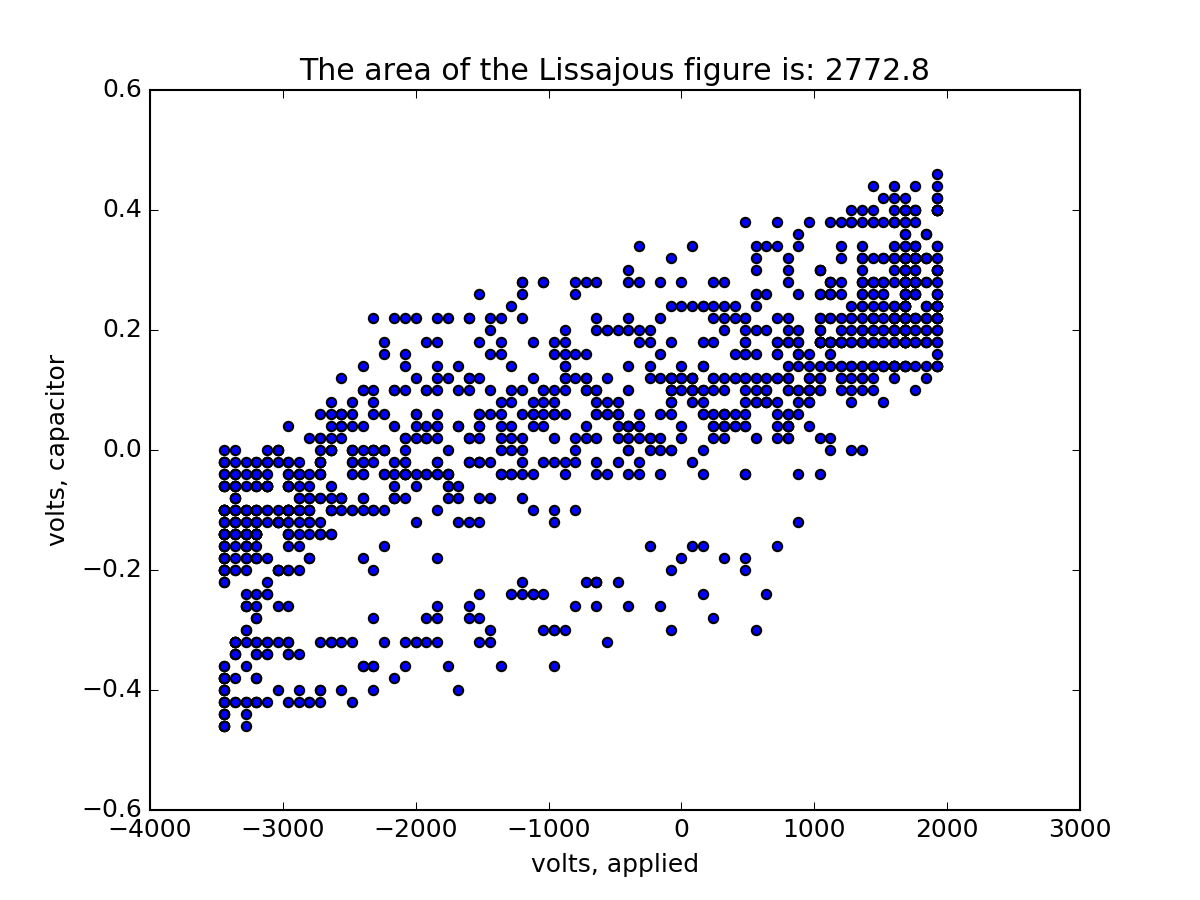 The area of the Lissajous figure is: 2772.8
0.6
0.4
0.2
0.0
−0.2
−0.4
−0.6
volts, capacitor
−4000 −3000 −2000 −1000 0 1000 2000 3000
volts, applied